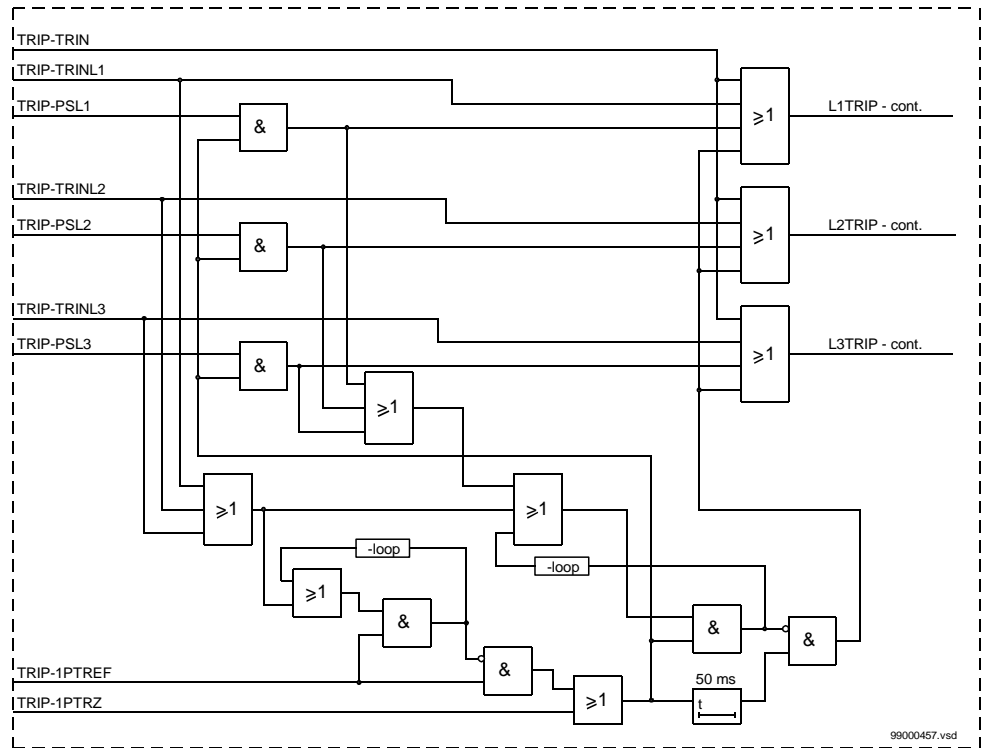 TRIP-TRIN
TRIP-TRINL1
TRIP-PSL1
&
≥1
L1TRIP - cont.
TRIP-TRINL2
TRIP-PSL2
&
≥1
L2TRIP - cont.
TRIP-TRINL3
TRIP-PSL3
&
≥1
L3TRIP - cont.
≥1
≥1
≥1
-loop
-loop
≥1
&
&
&
&
TRIP-1PTREF
50 ms
TRIP-1PTRZ
≥1
t
99000457.vsd